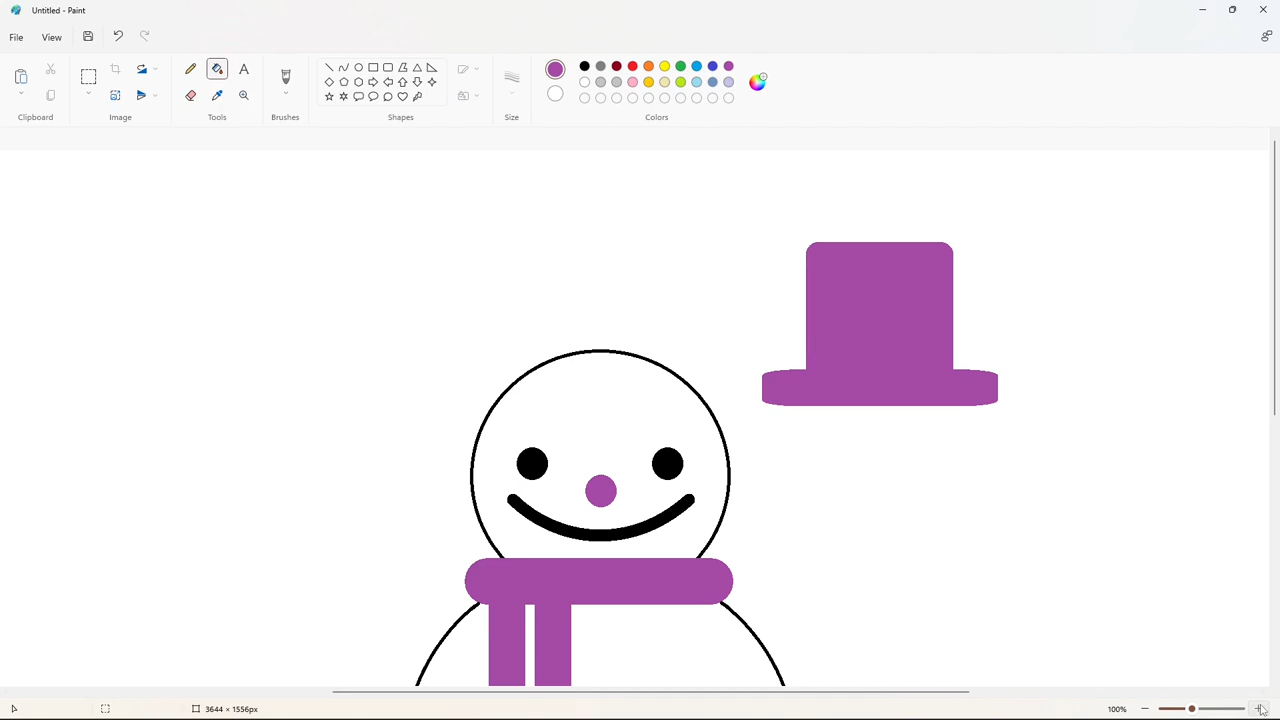 Untitled - Paint
File View
Clipboard Image Tools Brushes Shapes Size Colors
3644 × 1556px 100%